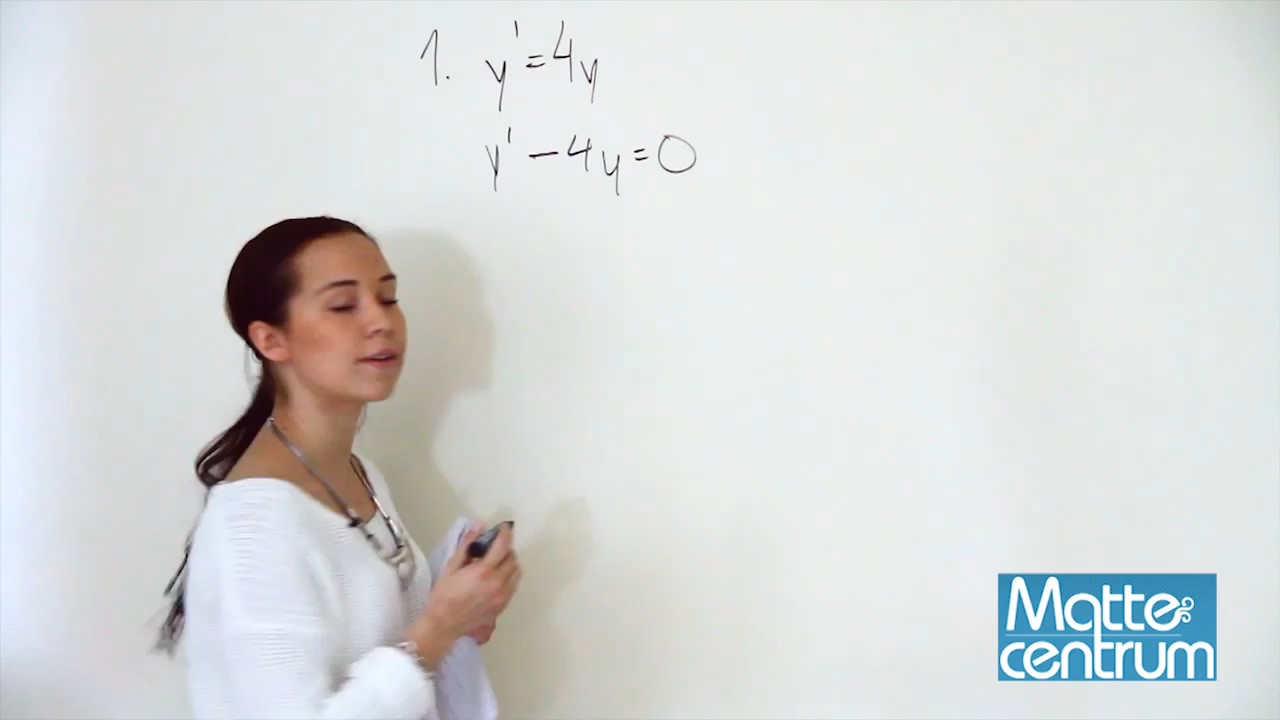 1. y' = 4y
y' - 4y = 0
Matte
centrum